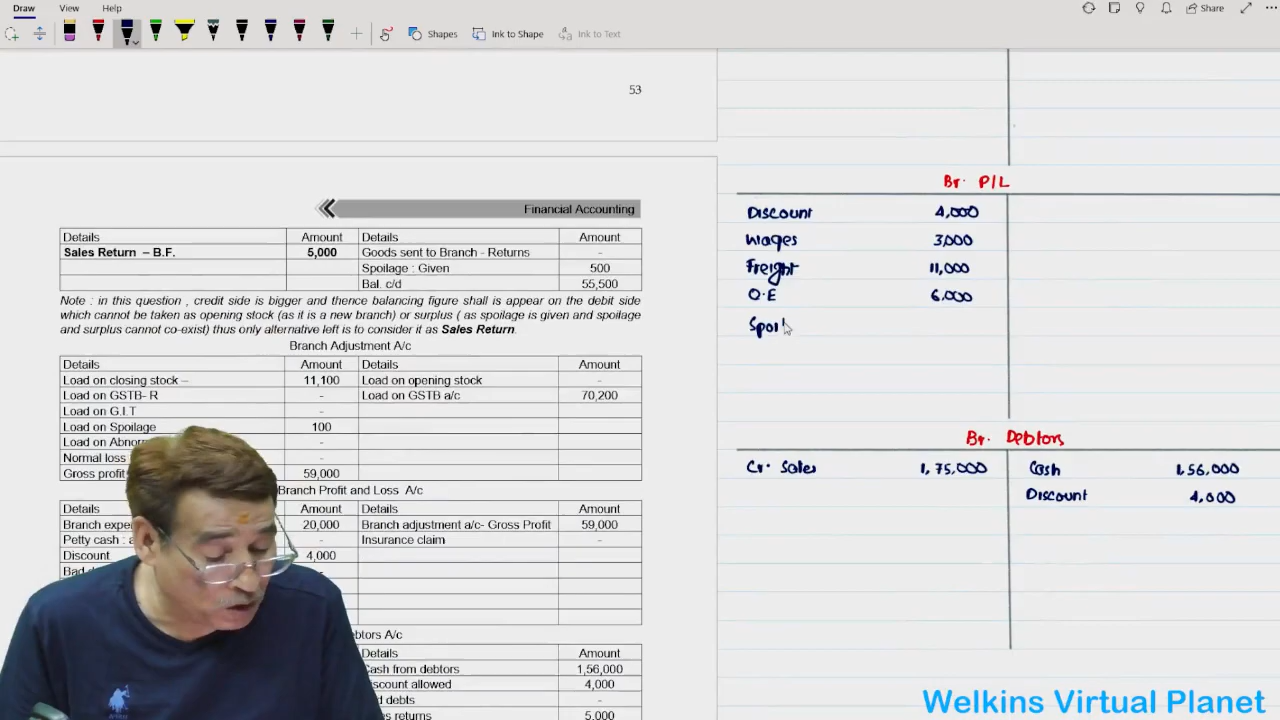 Draw View Help
Share
Shapes Ink to Shape Ink to Text
53
Financial Accounting
Details Amount Details Amount
Sales Return – B.F. 5,000 Goods sent to Branch - Returns -
Spoilage : Given 500
Bal. c/d 55,500
Note : in this question , credit side is bigger and thence balancing figure shall is appear on the debit side
which cannot be taken as opening stock (as it is a new branch) or surplus ( as spoilage is given and spoilage
and surplus cannot co-exist) thus only alternative left is to consider it as Sales Return.
Branch Adjustment A/c
Details Amount Details Amount
Load on closing stock – 11,100 Load on opening stock -
Load on GSTB- R - Load on GSTB a/c 70,200
Load on G.I.T -
Load on Spoilage 100
Load on -
Normal loss : -
Gross profit 59,000
Branch Profit and Loss A/c
Details Amount Details Amount
Branch 20,000 Branch adjustment a/c- Gross Profit 59,000
Petty cash : - Insurance claim -
Discount 4,000
Bad -
A/c
Amount Amount
Cash from debtors 1,56,000
allowed 4,000
debts -
returns 5,000
Br. P/L
Discount 4,000
Wages 3,000
Freight 11,000
O.E 6,000
Spoil
Br. Debtors
Cr. Sales 1,75,000 Cash 1,56,000
Discount 4,000
Welkins Virtual Planet